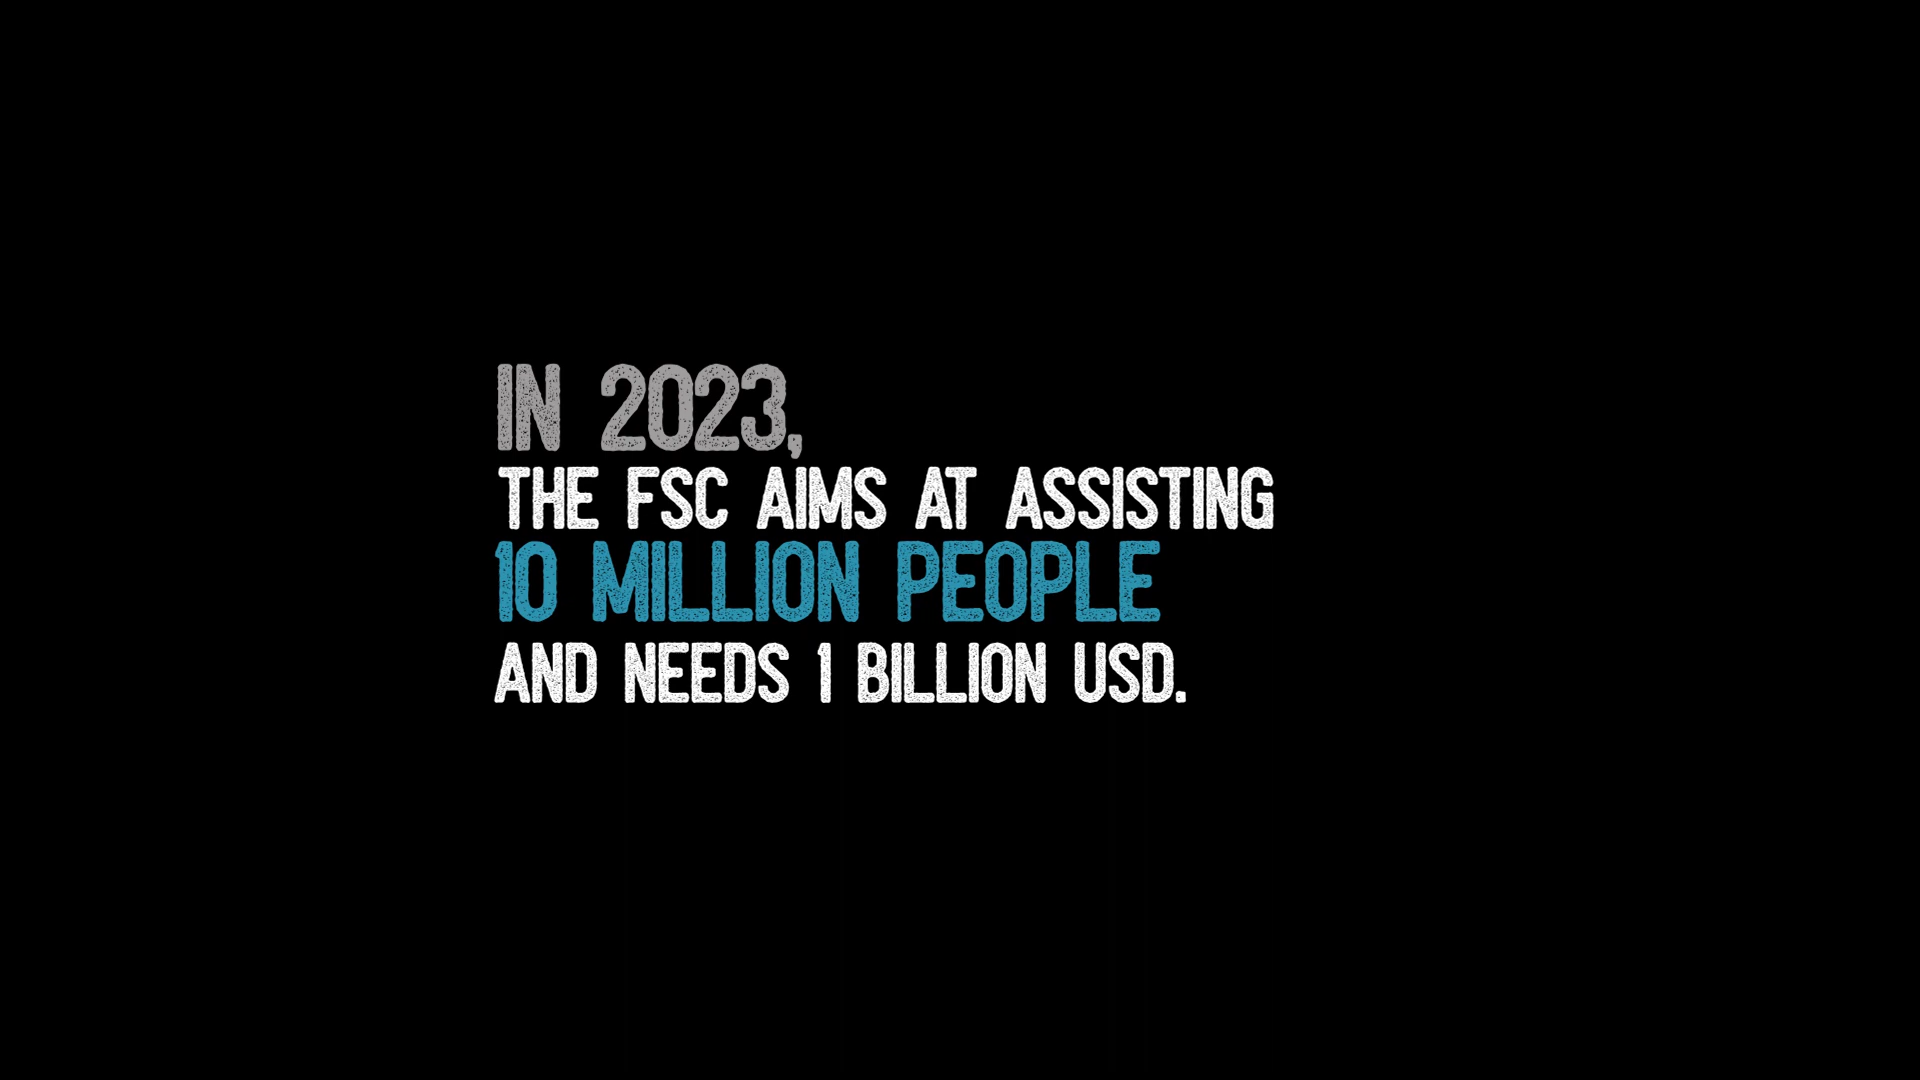 IN 2023,
THE FSC AIMS AT ASSISTING
10 MILLION PEOPLE
AND NEEDS 1 BILLION USD.